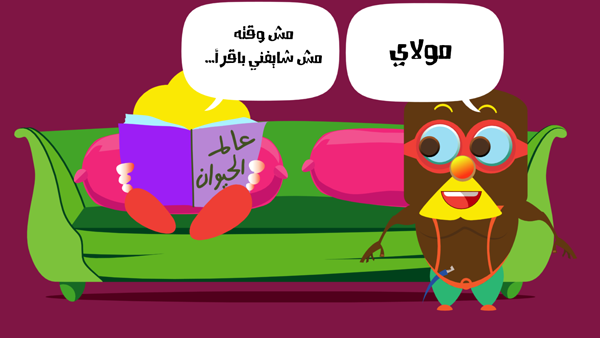 مولاي
مش وقته
مش شايفني باقرأ...
عالم
الحيوان